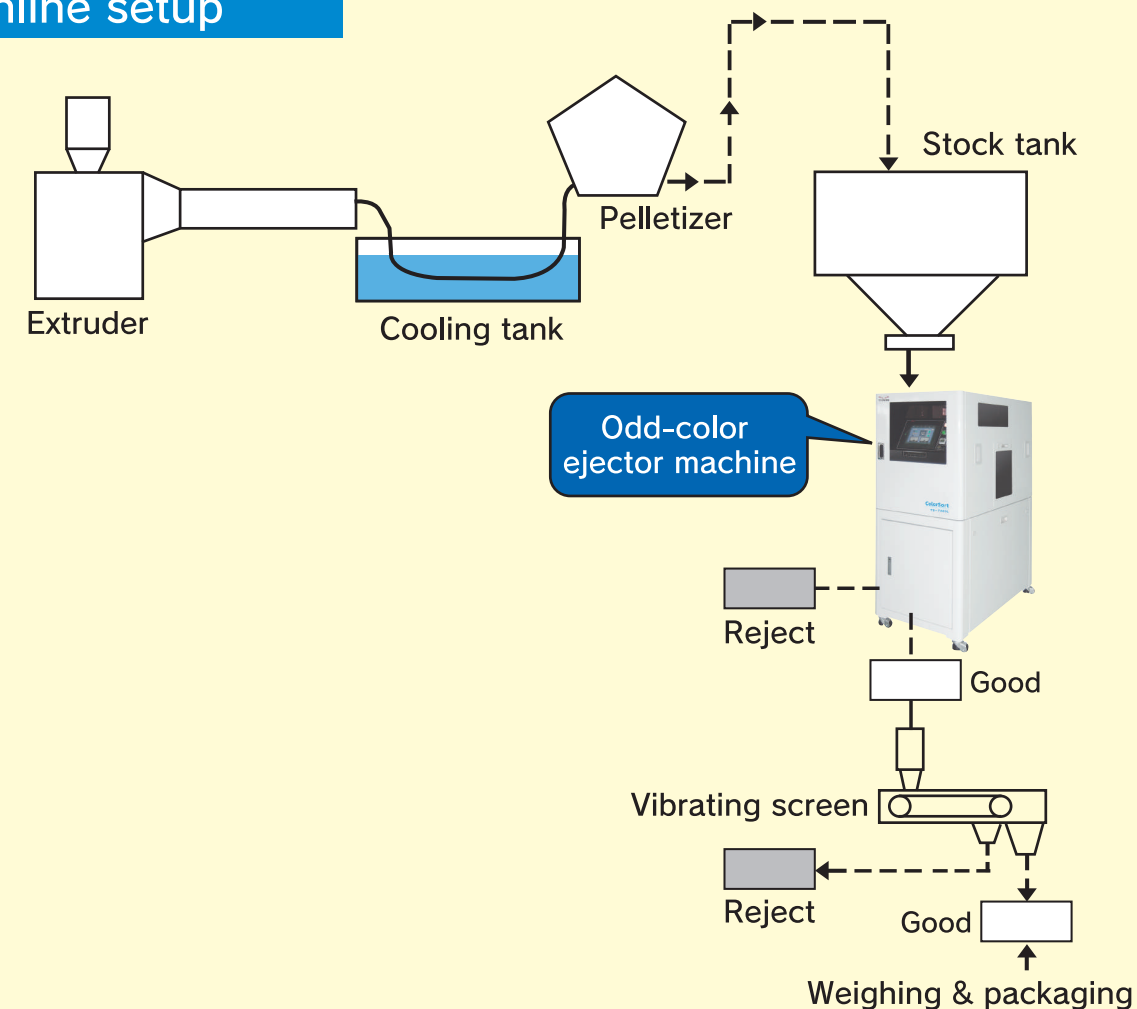 nline setup
Stock tank
Pelletizer
Extruder
Cooling tank
Odd-color
ejector machine
ColorSort
Reject
Good
Vibrating screen
Reject
Good
Weighing & packaging